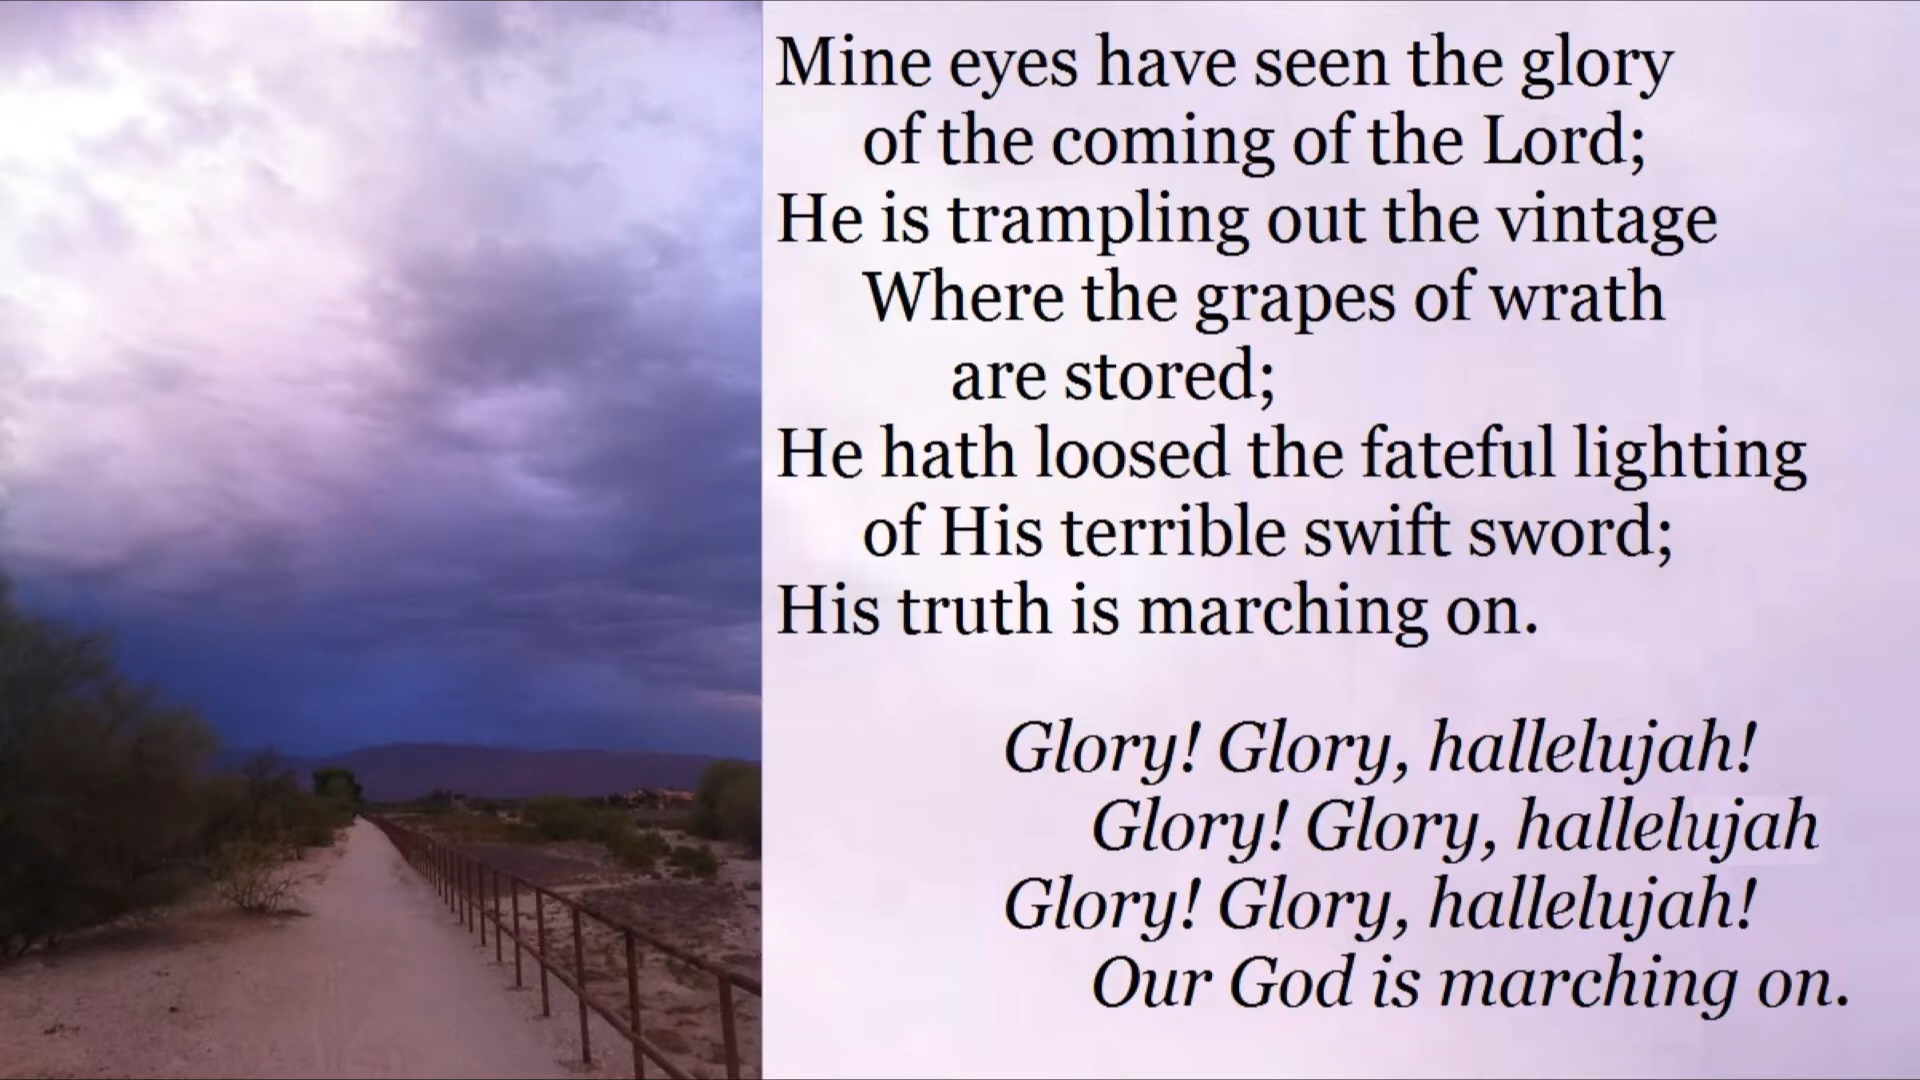 Mine eyes have seen the glory
of the coming of the Lord;
He is trampling out the vintage
Where the grapes of wrath
are stored;
He hath loosed the fateful lighting
of His terrible swift sword;
His truth is marching on.
Glory! Glory, hallelujah!
Glory! Glory, hallelujah
Glory! Glory, hallelujah!
Our God is marching on.